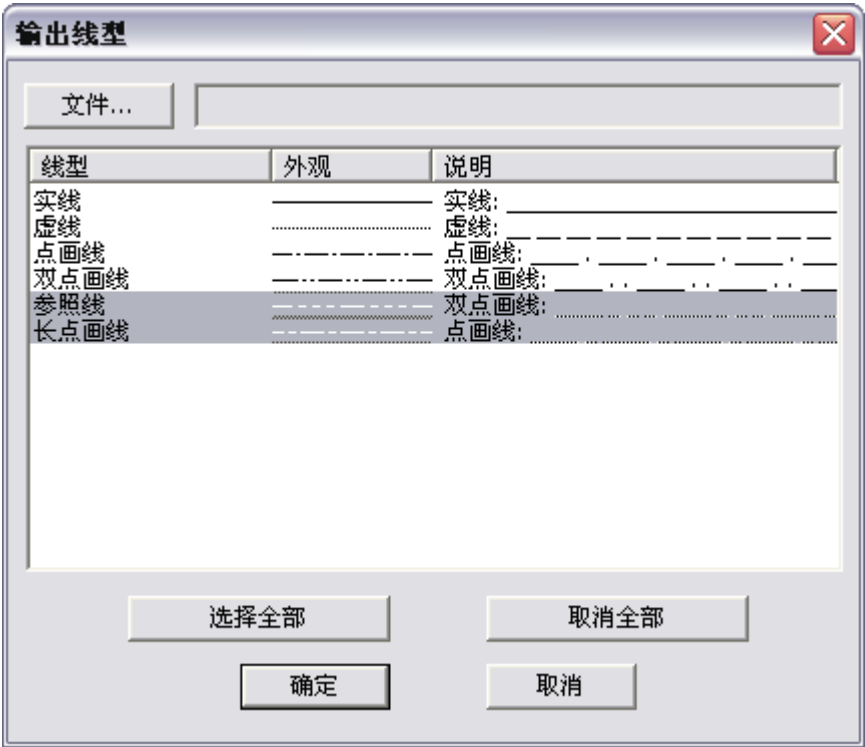 输出线型
文件...
线型 外观 说明
实线 实线:
虚线 虚线:
点画线 点画线:
双点画线 双点画线:
参照线 双点画线:
长点画线 点画线:
选择全部 取消全部
确定 取消